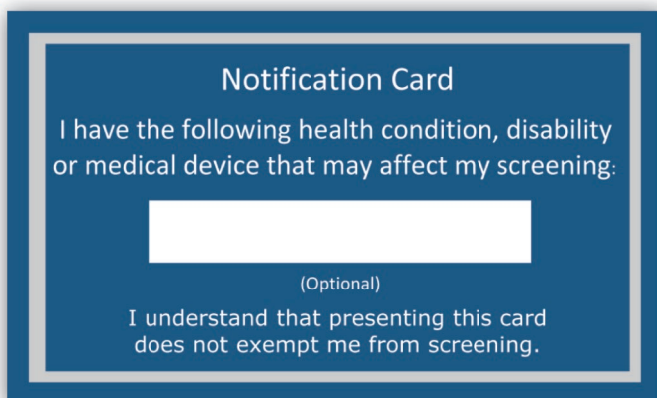 Notification Card
I have the following health condition, disability
or medical device that may affect my screening:
(Optional)
I understand that presenting this card
does not exempt me from screening.